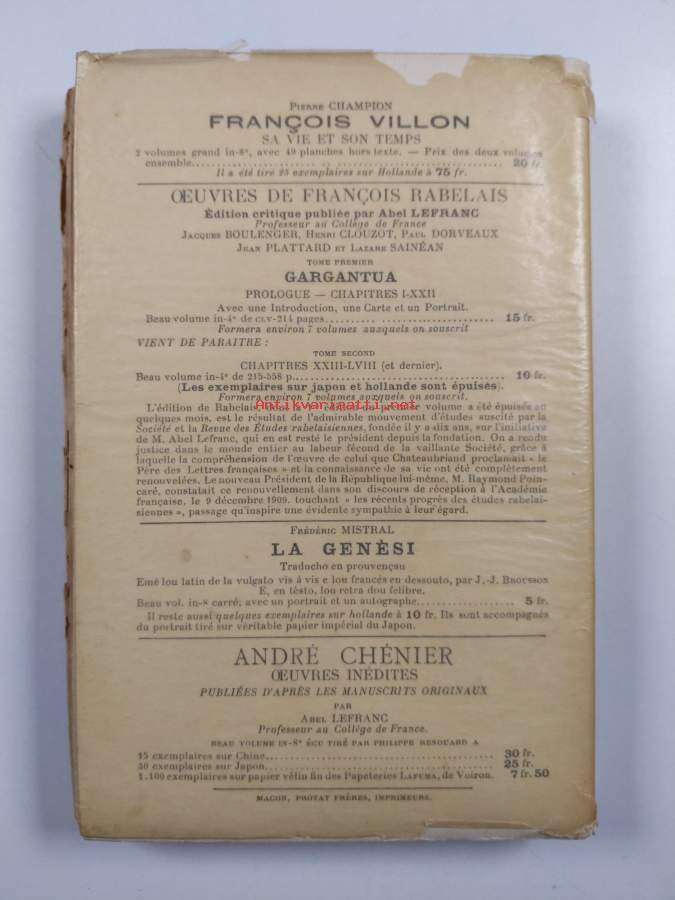 Pierre CHAMPION
FRANÇOIS VILLON
SA VIE ET SON TEMPS
2 volumes grand in-8°, avec 49 planches hors texte. — Prix des deux volumes
ensemble.......... 20 fr.
Il a été tiré 25 exemplaires sur Hollande à 75 fr.
ŒUVRES DE FRANÇOIS RABELAIS
Édition critique publiée par Abel LEFRANC
Professeur au Collège de France
Jacques BOULENGER, Henri CLOUZOT, Paul DORVEAUX
Jean PLATTARD et Lazare SAINÉAN
TOME PREMIER
GARGANTUA
PROLOGUE — CHAPITRES I-XXII
Avec une Introduction, une Carte et un Portrait.
Beau volume in-4° de CLV-214 pages.......... 15 fr.
Formera environ 7 volumes auxquels on souscrit
VIENT DE PARAITRE :
TOME SECOND
CHAPITRES XXIII-LVIII (et dernier).
Beau volume in-4° de 215-558 p.......... 10 fr.
(Les exemplaires sur japon et hollande sont épuisés).
Formera environ 7 volumes auxquels on souscrit.
Antikvariaatti.net
L'édition de Rabelais premier volume a été épuisée en
quelques mois, est le résultat de l'admirable mouvement d'études suscité par la
Société et la Revue des Études rabelaisiennes, fondée il y a dix ans, sur l'initiative
de M. Abel Lefranc, qui en est resté le président depuis la fondation. On a rendu
justice dans le monde entier au labeur fécond de la vaillante Société, grâce à
laquelle la compréhension de l'œuvre de celui que Chateaubriand proclamait « le
Père des Lettres françaises » et la connaissance de sa vie ont été complètement
renouvelées. Le nouveau Président de la République lui-même, M. Raymond Poin-
caré, constatait ce renouvellement dans son discours de réception à l'Académie
française, le 9 décembre 1909, touchant « les récents progrès des études rabelai-
siennes », passage qu'inspire une évidente sympathie à leur égard.
Frédéric MISTRAL
LA GENÈSI
Traducho en prouvençau
Emé lou latin de la vulgato vis à vis e lou francés en dessouto, par J.-J. Brousson
E, en tèsto, lou retra dou felibre.
Beau vol. in-8 carré, avec un portrait et un autographe.......... 5 fr.
Il reste aussi quelques exemplaires sur hollande à 10 fr. Ils sont accompagnés
du portrait tiré sur véritable papier impérial du Japon.
ANDRÉ CHÉNIER
ŒUVRES INÉDITES
PUBLIÉES D'APRÈS LES MANUSCRITS ORIGINAUX
PAR
Abel LEFRANC
Professeur au Collège de France.
BEAU VOLUME IN-8° ÉCU TIRÉ PAR PHILIPPE RENOUARD A
15 exemplaires sur Chine.......... 30 fr.
30 exemplaires sur Japon.......... 25 fr.
1.100 exemplaires sur papier vélin fin des Papeteries Lafuma, de Voiron. 7 fr. 50
MACON, PROTAT FRÈRES, IMPRIMEURS.